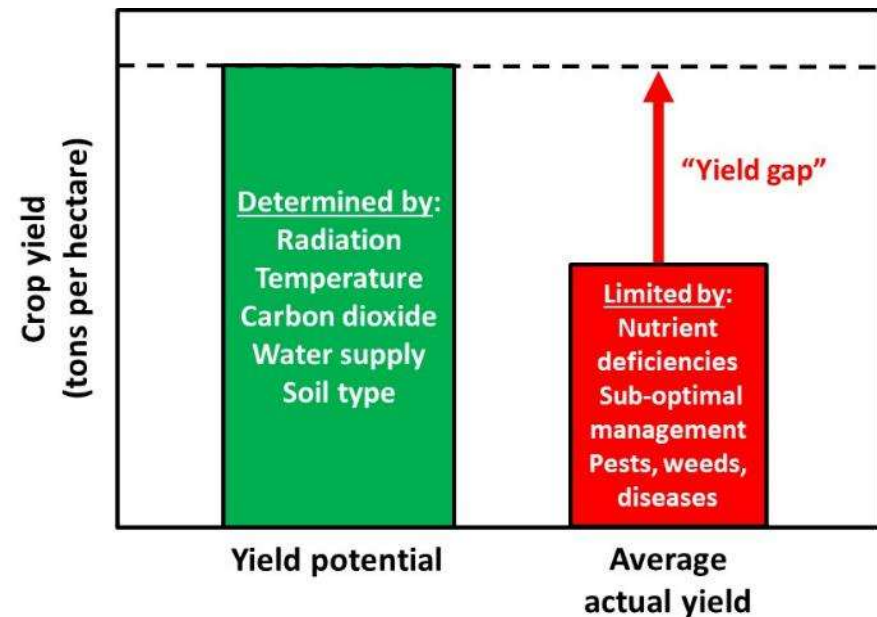 Crop yield
(tons per hectare)
Determined by:
Radiation
Temperature
Carbon dioxide
Water supply
Soil type
“Yield gap”
Limited by:
Nutrient
deficiencies
Sub-optimal
management
Pests, weeds,
diseases
Yield potential
Average
actual yield